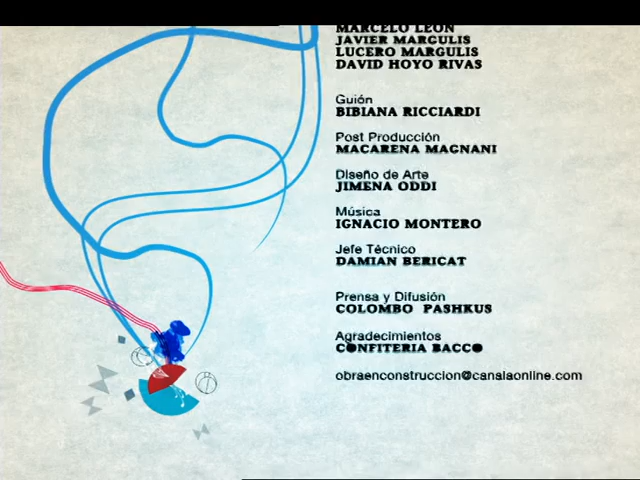 MARCELO LEON
JAVIER MARGULIS
LUCERO MARGULIS
DAVID HOYO RIVAS
Guión
BIBIANA RICCIARDI
Post Producción
MACARENA MAGNANI
Diseño de Arte
JIMENA ODDI
Música
IGNACIO MONTERO
Jefe Técnico
DAMIAN BERICAT
Prensa y Difusión
COLOMBO PASHKUS
Agradecimientos
CONFITERIA BACCO
obraenconstruccion@canalaonline.com